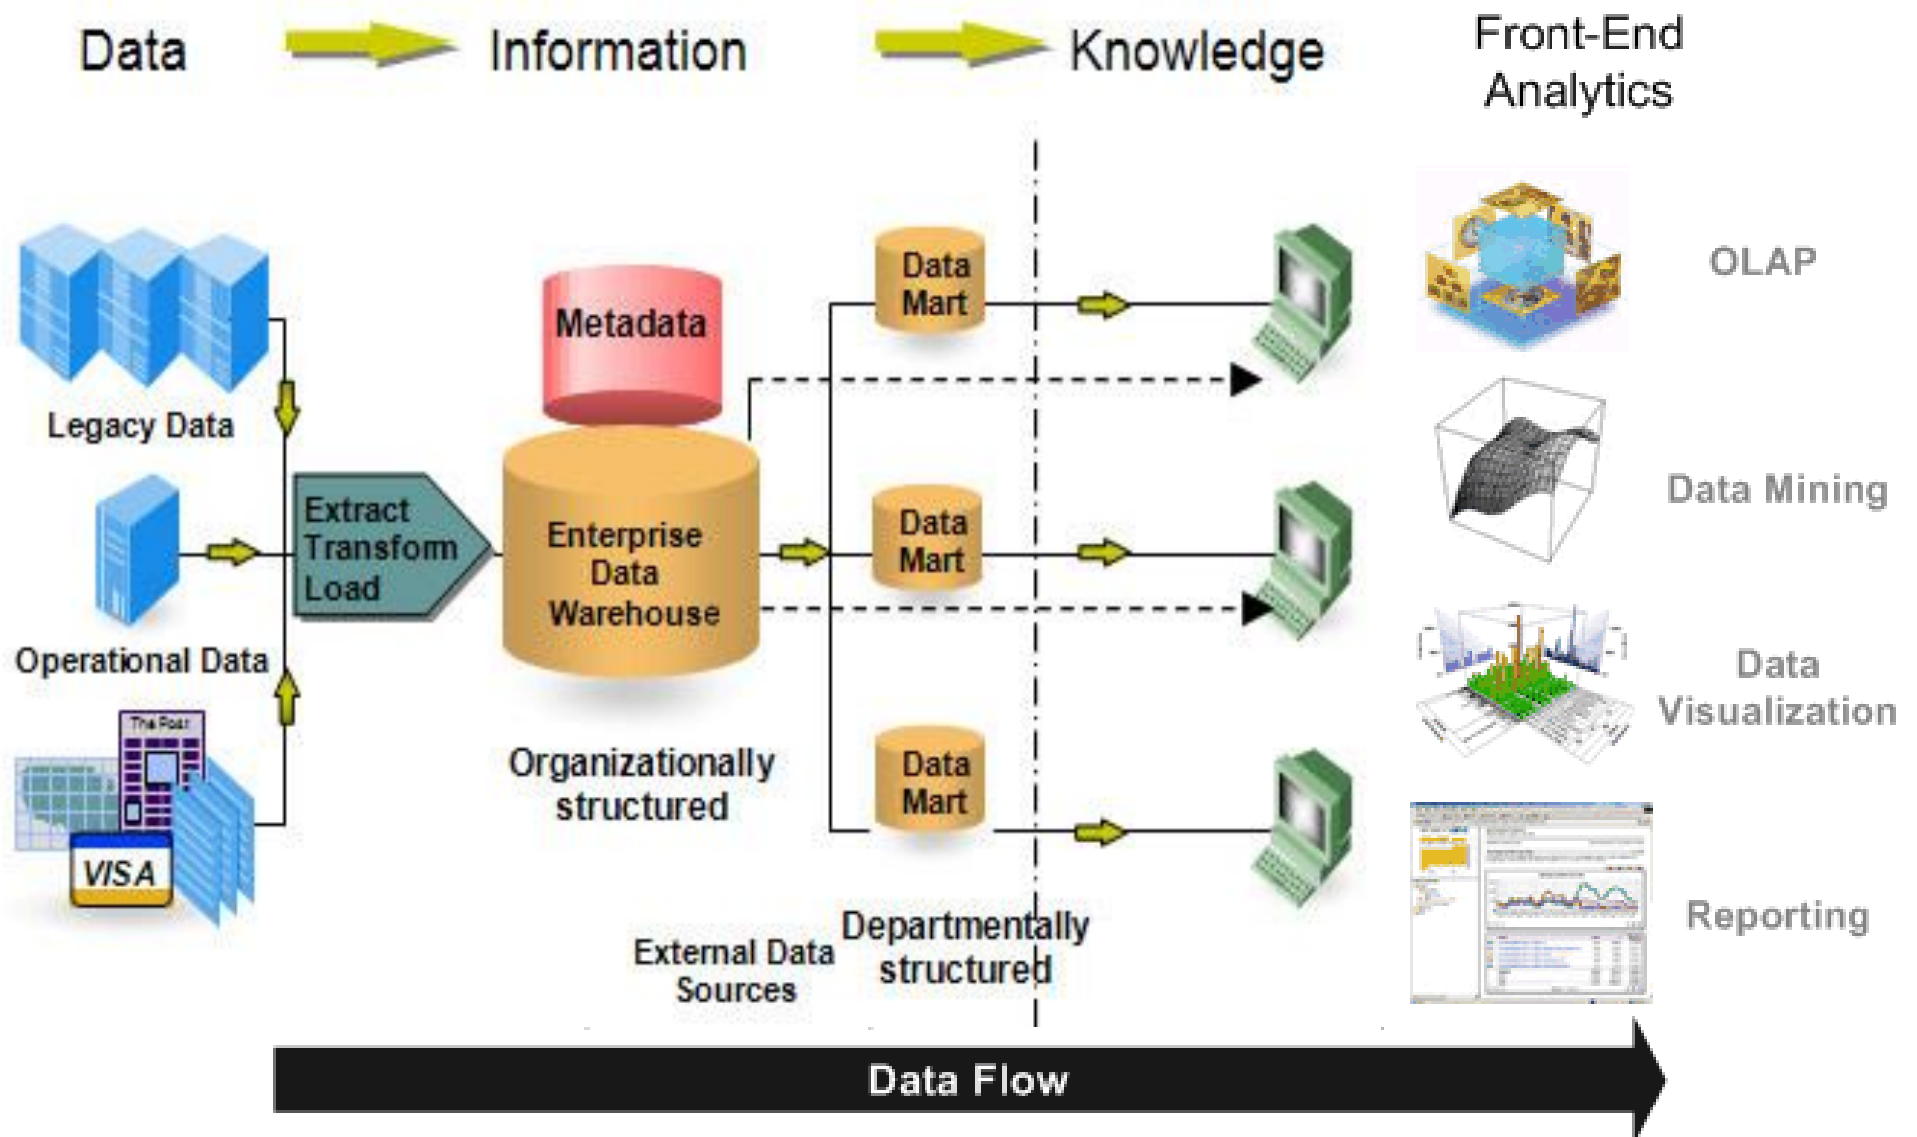 Data
Information
Knowledge
Front-End
Analytics
Legacy Data
Operational Data
The Post
VISA
Extract
Transform
Load
Metadata
Enterprise
Data
Warehouse
Organizationally
structured
Data
Mart
Data
Mart
Data
Mart
External Data
Sources
Departmentally
structured
OLAP
Data Mining
Data
Visualization
Reporting
Data Flow